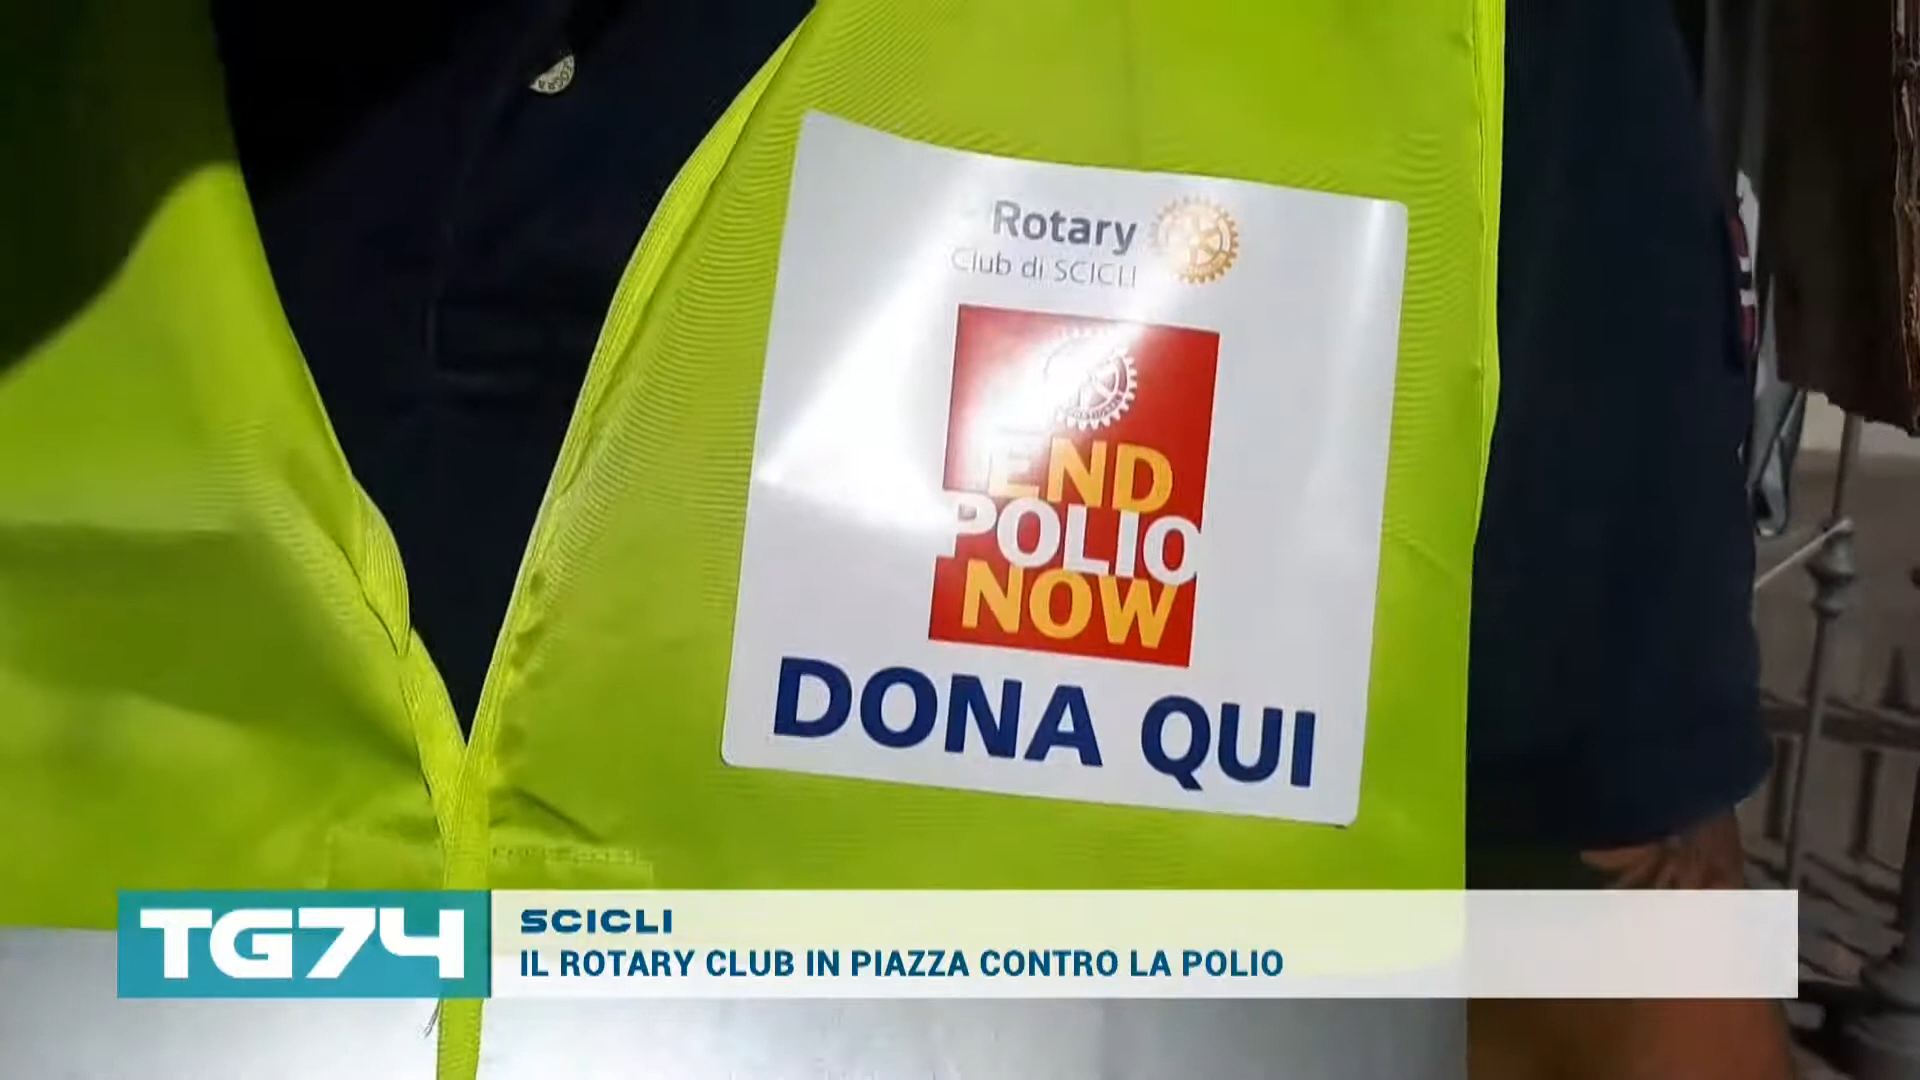 Rotary
Club di SCICLI
END
POLIO
NOW
DONA QUI
TG74
SCICLI
IL ROTARY CLUB IN PIAZZA CONTRO LA POLIO